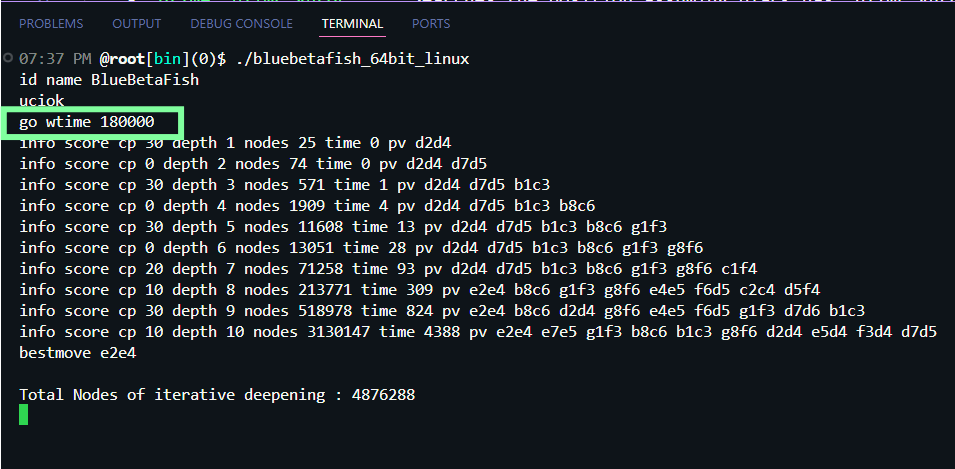 PROBLEMS OUTPUT DEBUG CONSOLE TERMINAL PORTS
07:37 PM @root[bin](0)$ ./bluebetafish_64bit_linux
id name BlueBetaFish
uciok
go wtime 180000
info score cp 30 depth 1 nodes 25 time 0 pv d2d4
info score cp 0 depth 2 nodes 74 time 0 pv d2d4 d7d5
info score cp 30 depth 3 nodes 571 time 1 pv d2d4 d7d5 b1c3
info score cp 0 depth 4 nodes 1909 time 4 pv d2d4 d7d5 b1c3 b8c6
info score cp 30 depth 5 nodes 11608 time 13 pv d2d4 d7d5 b1c3 b8c6 g1f3
info score cp 0 depth 6 nodes 13051 time 28 pv d2d4 d7d5 b1c3 b8c6 g1f3 g8f6
info score cp 20 depth 7 nodes 71258 time 93 pv d2d4 d7d5 b1c3 b8c6 g1f3 g8f6 c1f4
info score cp 10 depth 8 nodes 213771 time 309 pv e2e4 b8c6 g1f3 g8f6 e4e5 f6d5 c2c4 d5f4
info score cp 30 depth 9 nodes 518978 time 824 pv e2e4 b8c6 d2d4 g8f6 e4e5 f6d5 g1f3 d7d6 b1c3
info score cp 10 depth 10 nodes 3130147 time 4388 pv e2e4 e7e5 g1f3 b8c6 b1c3 g8f6 d2d4 e5d4 f3d4 d7d5
bestmove e2e4
Total Nodes of iterative deepening : 4876288